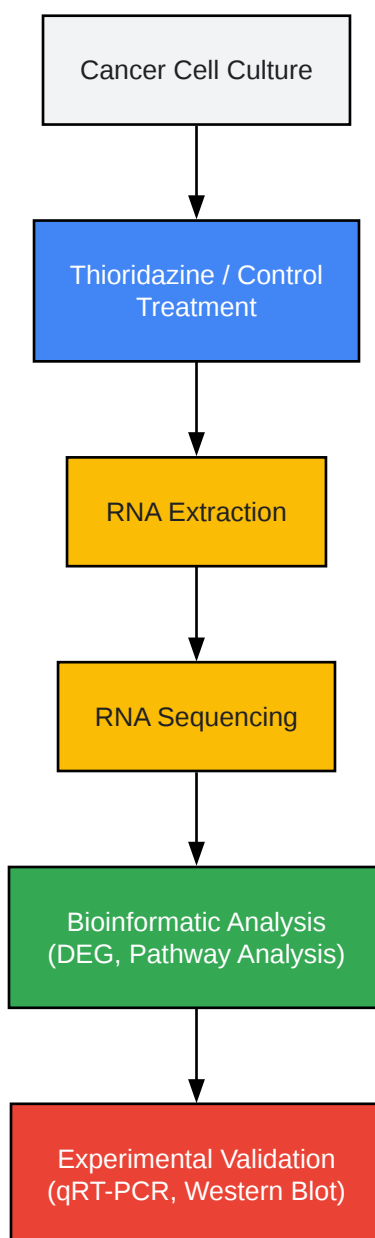 Cancer Cell Culture
Thioridazine / Control
Treatment
RNA Extraction
RNA Sequencing
Bioinformatic Analysis
(DEG, Pathway Analysis)
Experimental Validation
(qRT-PCR, Western Blot)